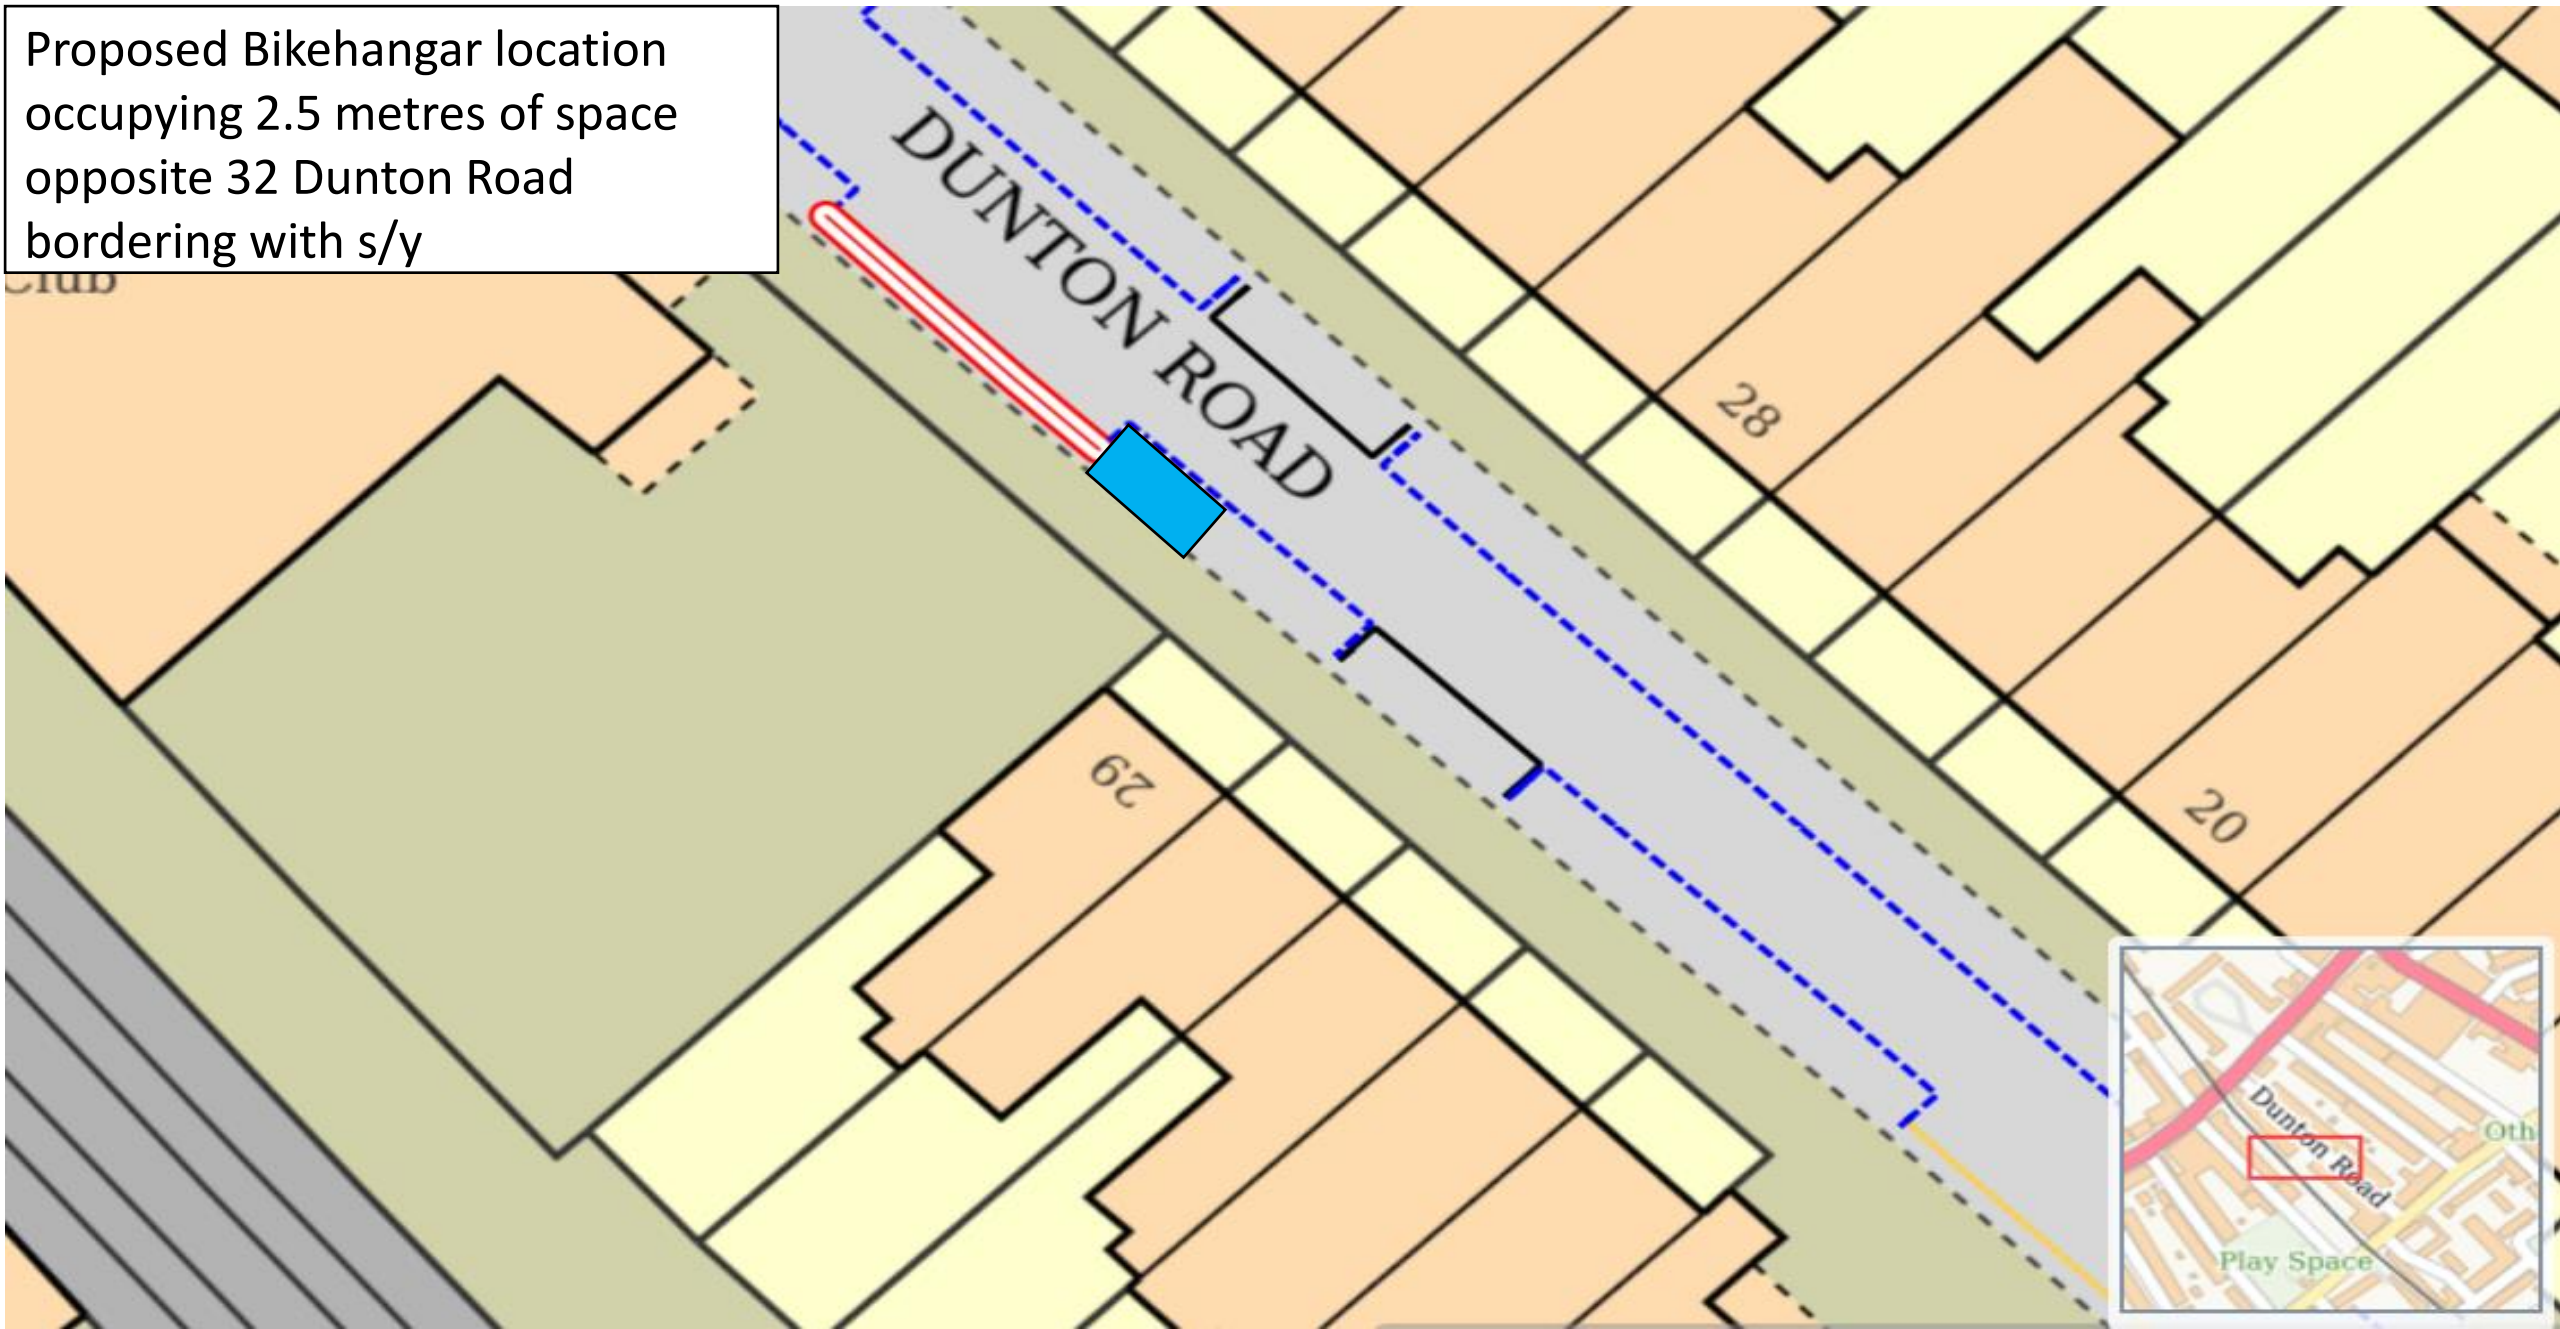 Proposed Bikehangar location
occupying 2.5 metres of space
opposite 32 Dunton Road
bordering with s/y
Club
DUNTON ROAD
28
29
20
Dunton Road
Oth
Play Space